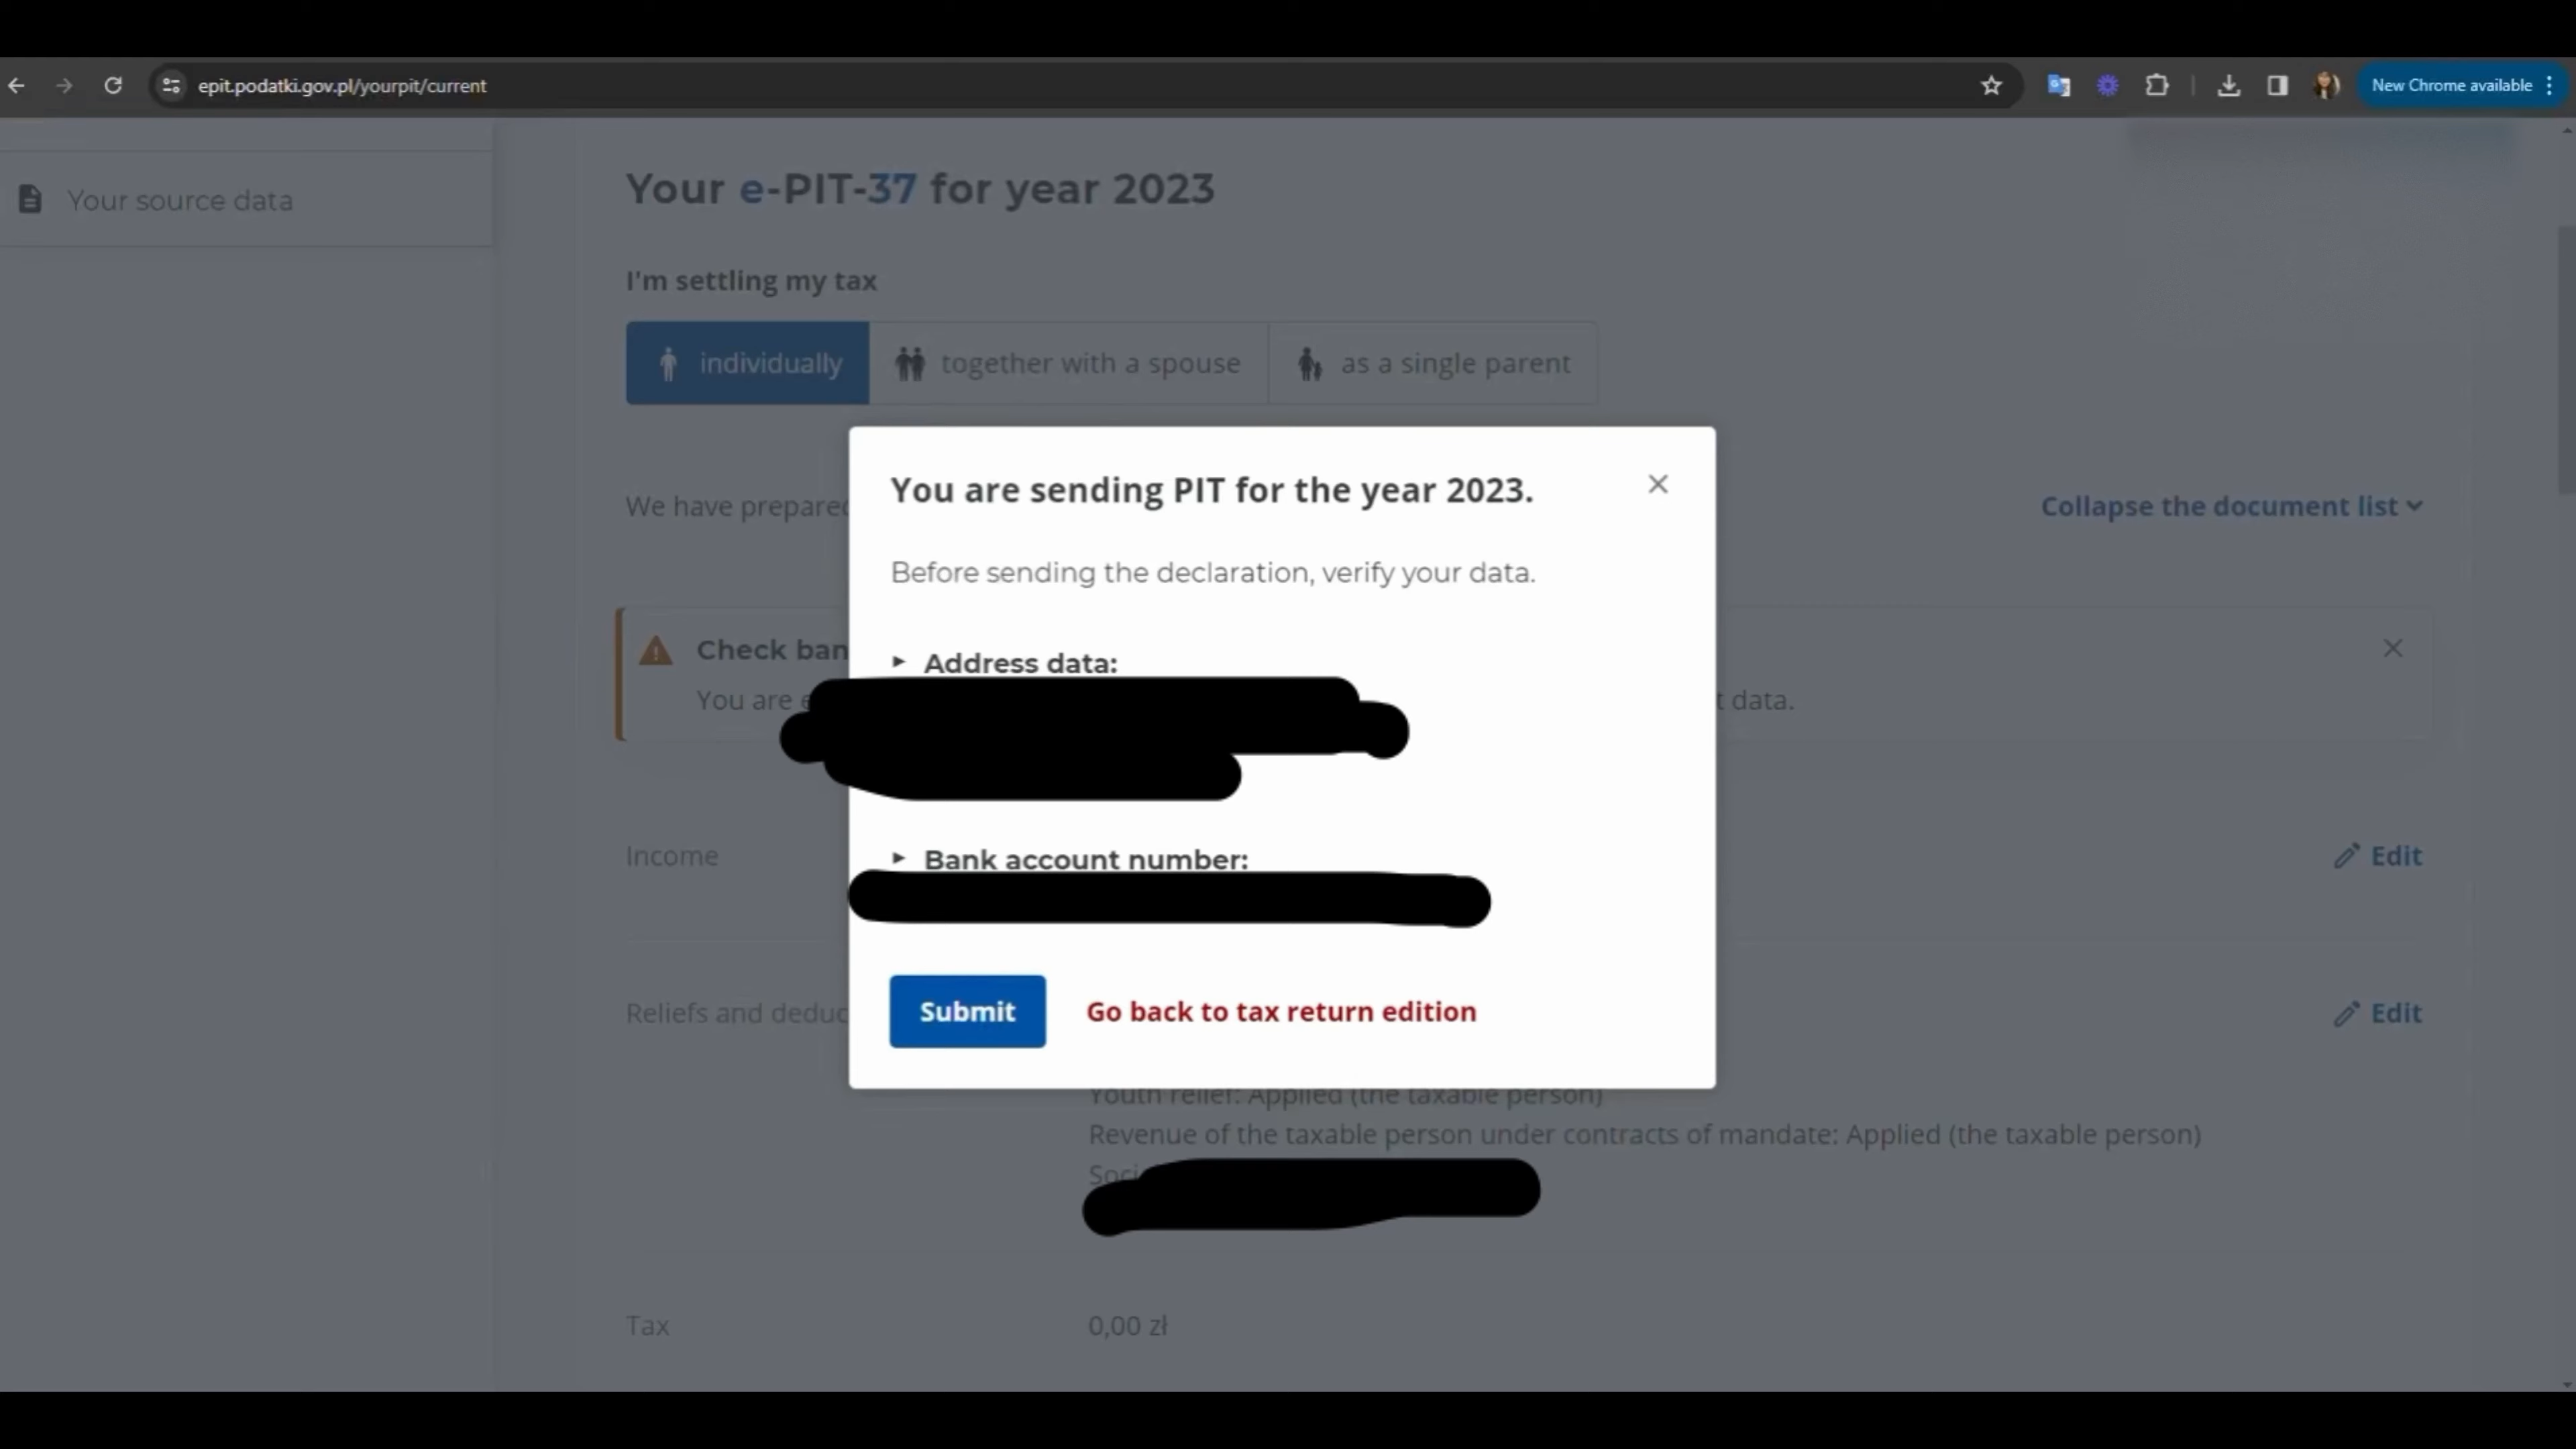 epit.podatki.gov.pl/yourpit/current
New Chrome available
Your source data
Your e-PIT-37 for year 2023
I'm settling my tax
individually
together with a spouse
as a single parent
We have prepared
Collapse the document list
You are sending PIT for the year 2023.
Before sending the declaration, verify your data.
Check ban
You are
t data.
Address data:
Income
Edit
Bank account number:
Reliefs and deduc
Edit
Submit
Go back to tax return edition
Youth relief: Applied (the taxable person)
Revenue of the taxable person under contracts of mandate: Applied (the taxable person)
Soci
Tax
0,00 zł